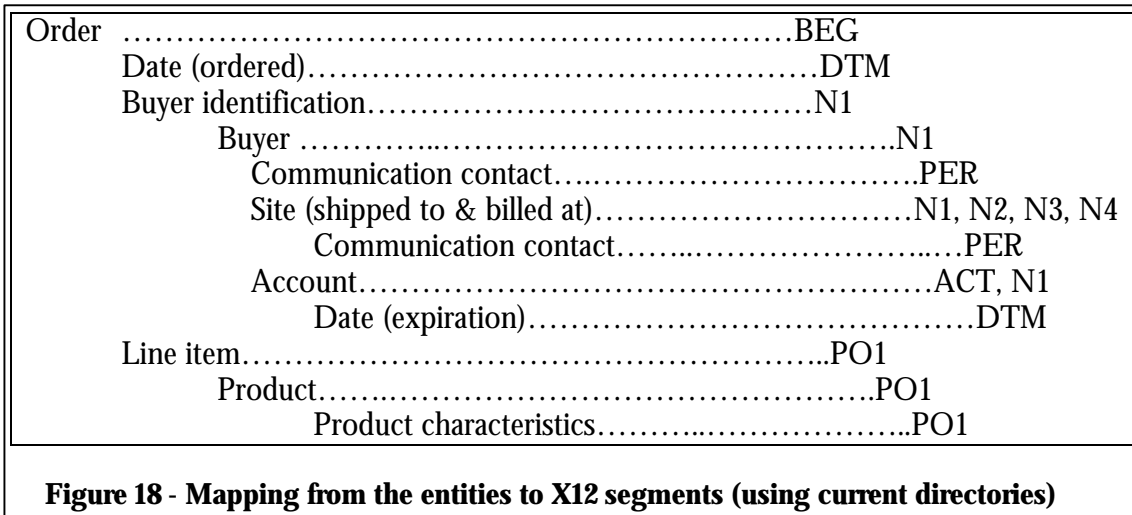 Order ……………………………………………………….BEG
Date (ordered)…………………………………………DTM
Buyer identification……………………………………N1
Buyer …………..…………………………………….N1
Communication contact….………………………….PER
Site (shipped to & billed at)…………………………N1, N2, N3, N4
Communication contact……..…………………..…PER
Account………………………………………………ACT, N1
Date (expiration)……………………………………DTM
Line item………………………………………………..PO1
Product…….……………………………………….PO1
Product characteristics………..………………..PO1
Figure 18 - Mapping from the entities to X12 segments (using current directories)